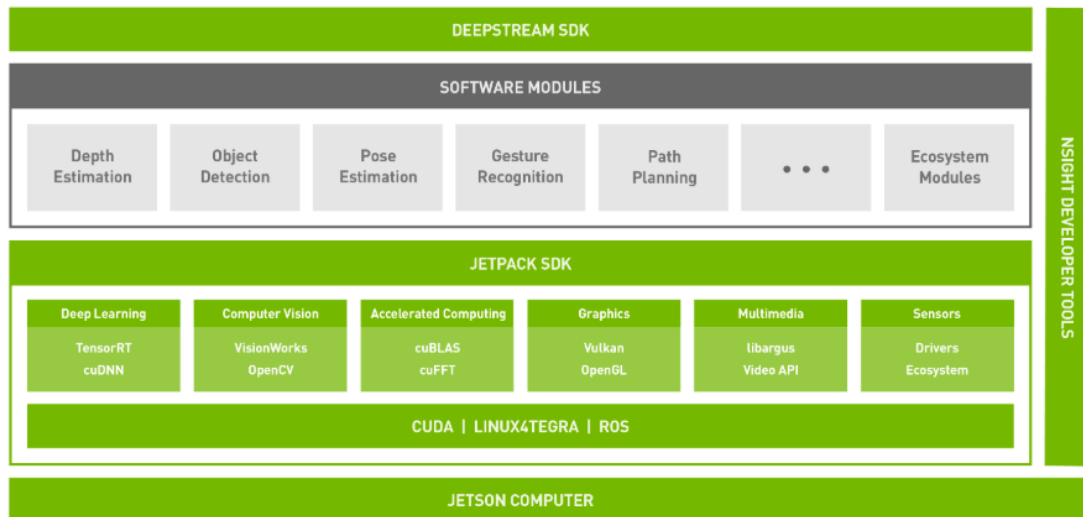 DEEPSTREAM SDK
SOFTWARE MODULES
Depth
Estimation
Object
Detection
Pose
Estimation
Gesture
Recognition
Path
Planning
• • •
Ecosystem
Modules
JETPACK SDK
Deep Learning
TensorRT
cuDNN
Computer Vision
VisionWorks
OpenCV
Accelerated Computing
cuBLAS
cuFFT
Graphics
Vulkan
OpenGL
Multimedia
libargus
Video API
Sensors
Drivers
Ecosystem
CUDA | LINUX4TEGRA | ROS
NSIGHT DEVELOPER TOOLS
JETSON COMPUTER